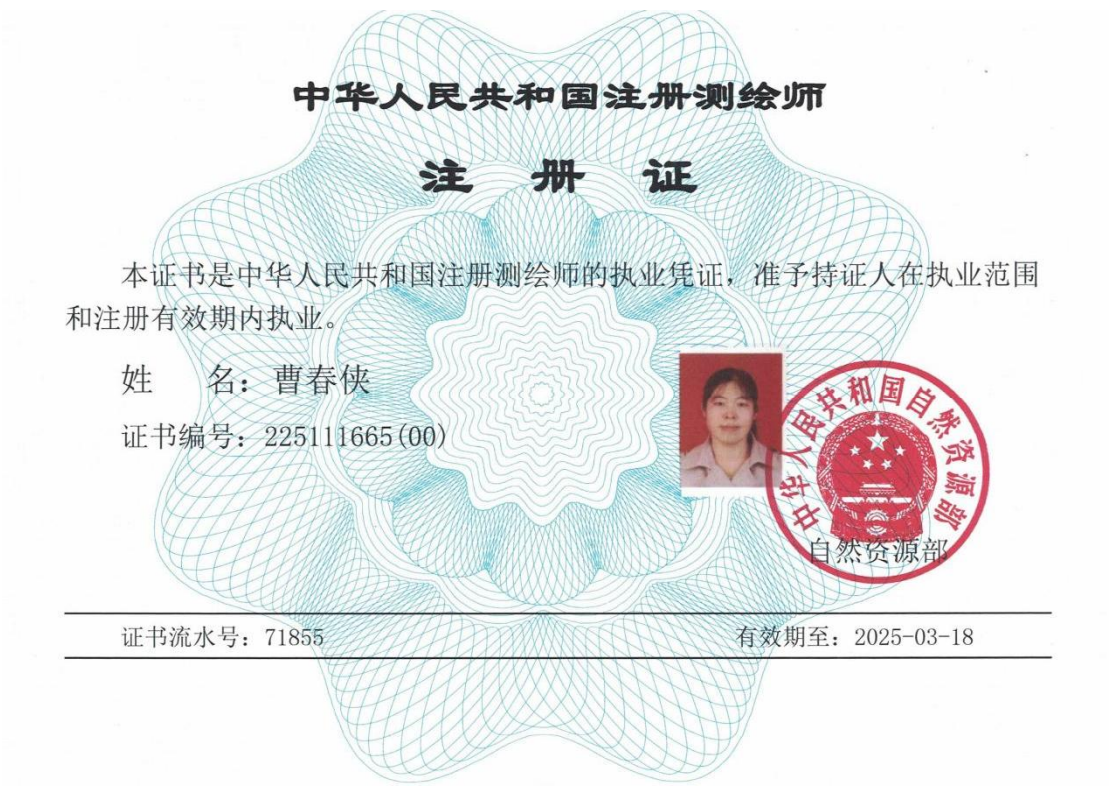 中华人民共和国注册测绘师
注 册 证
本证书是中华人民共和国注册测绘师的执业凭证，准予持证人在执业范围
和注册有效期内执业。
姓 名：曹春侠
证书编号：225111665(00)
中华人民共和国自然资源部
自然资源部
证书流水号：71855 有效期至：2025-03-18